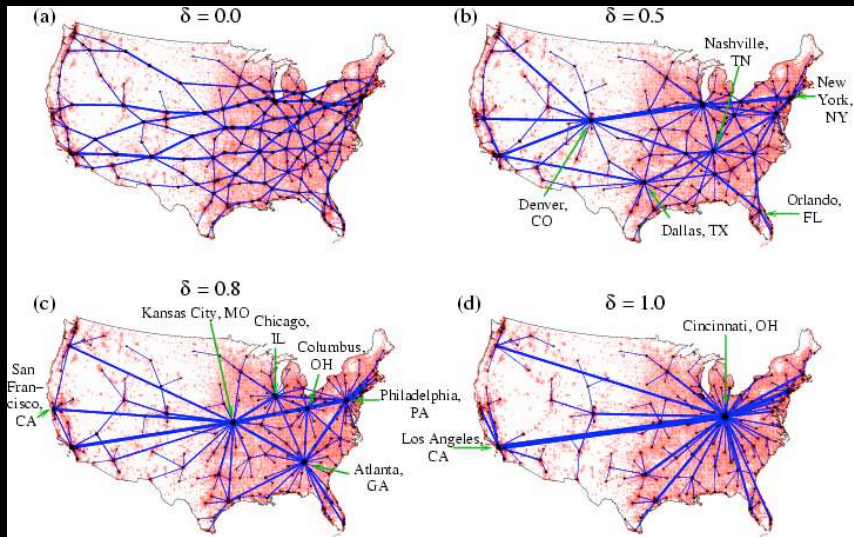 (a)
δ = 0.0
(b)
δ = 0.5
Nashville,
TN
New
York,
NY
Denver,
CO
Dallas, TX
Orlando,
FL
(c)
δ = 0.8
Kansas City, MO
Chicago,
IL
Columbus,
OH
San
Fran–
cisco,
CA
Philadelphia,
PA
Atlanta,
GA
(d)
δ = 1.0
Cincinnati, OH
Los Angeles,
CA